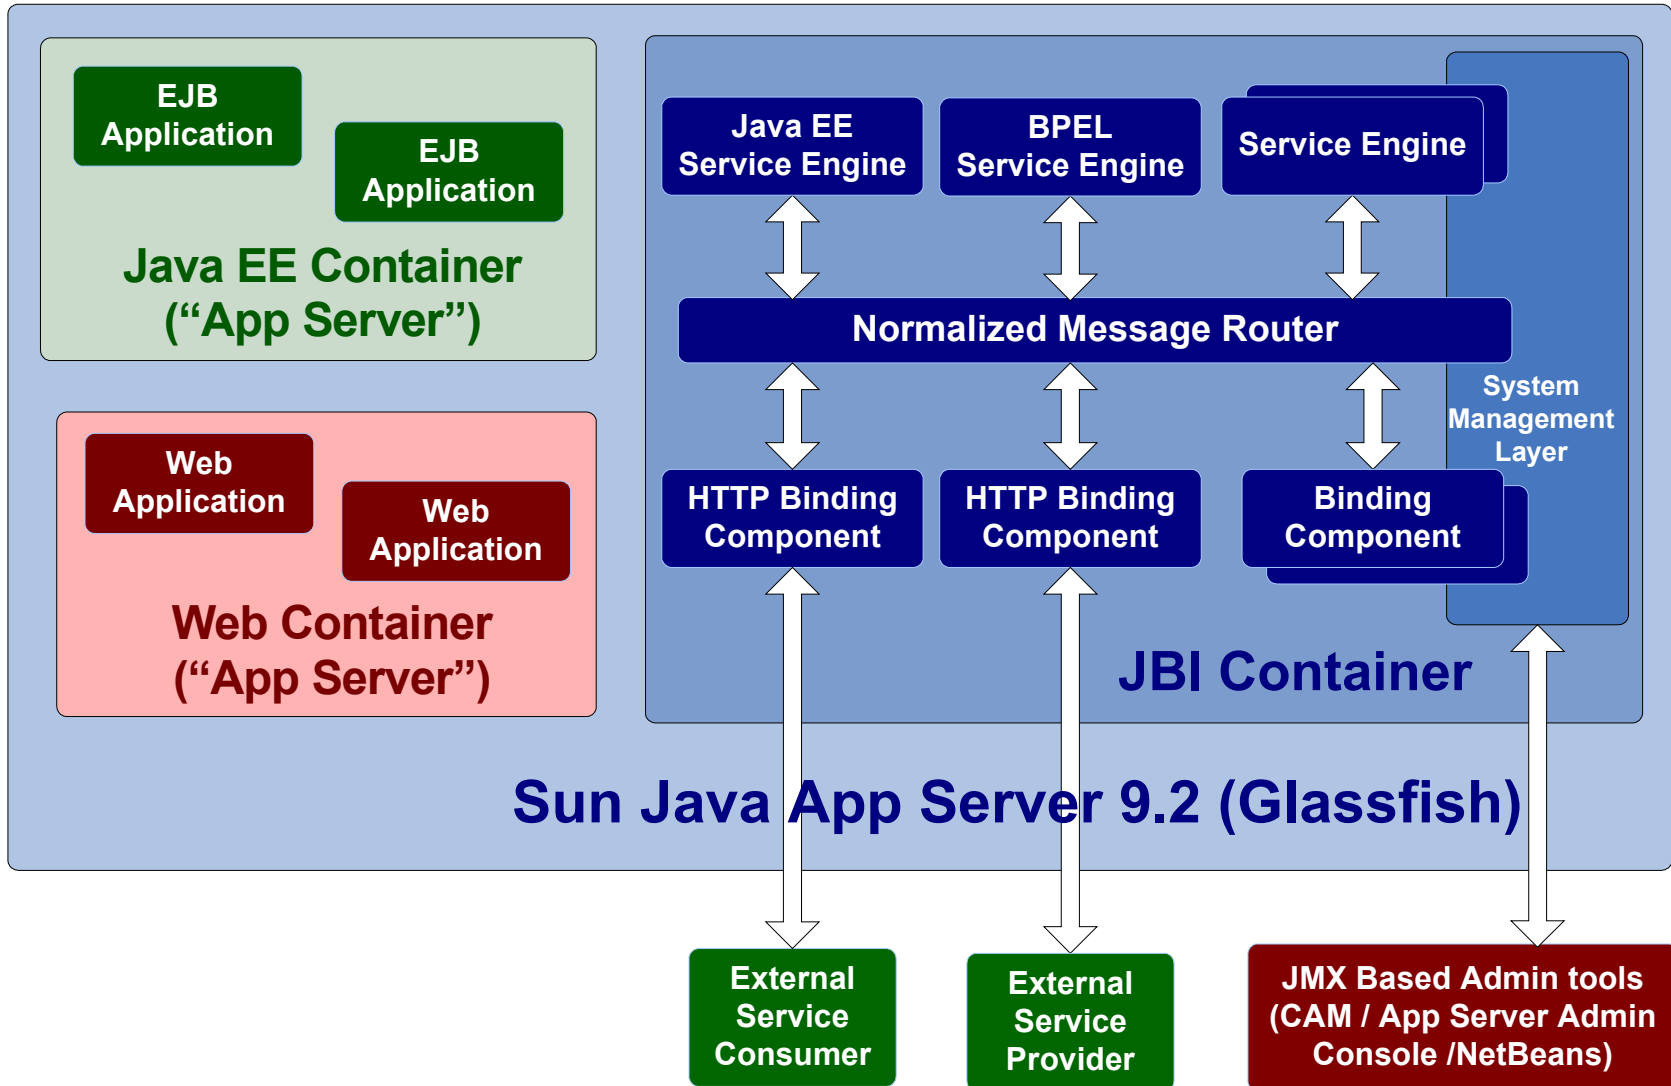 EJB
Application
EJB
Application
Java EE Container
(“App Server”)
Web
Application
Web
Application
Web Container
(“App Server”)
Java EE
Service Engine
BPEL
Service Engine
Service Engine
Normalized Message Router
System
Management
Layer
HTTP Binding
Component
HTTP Binding
Component
Binding
Component
JBI Container
Sun Java App Server 9.2 (Glassfish)
External
Service
Consumer
External
Service
Provider
JMX Based Admin tools
(CAM / App Server Admin
Console /NetBeans)